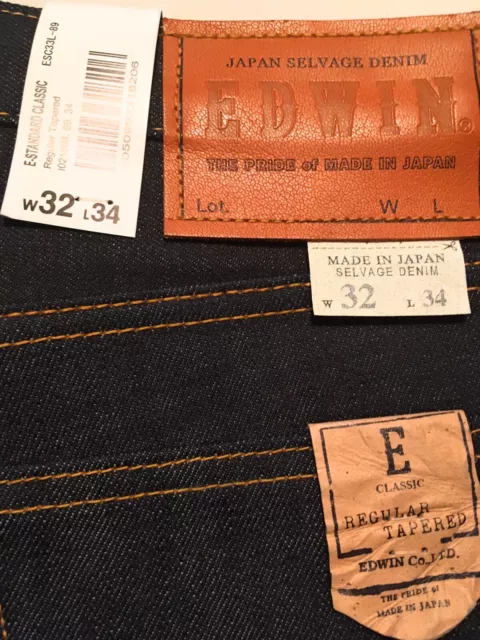 E-STANDARD CLASSIC ESC33L-89
Regular Tapered
W32 L34
JAPAN SELVAGE DENIM
EDWIN®
THE PRIDE of MADE IN JAPAN
Lot. W L
MADE IN JAPAN
SELVAGE DENIM
W 32 L 34
E
CLASSIC
REGULAR
TAPERED
EDWIN CO., LTD.
THE PRIDE of
MADE IN JAPAN